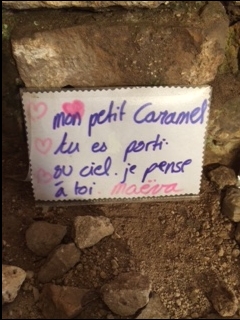 mon petit Caramel
tu es parti
au ciel. je pense
à toi maëva